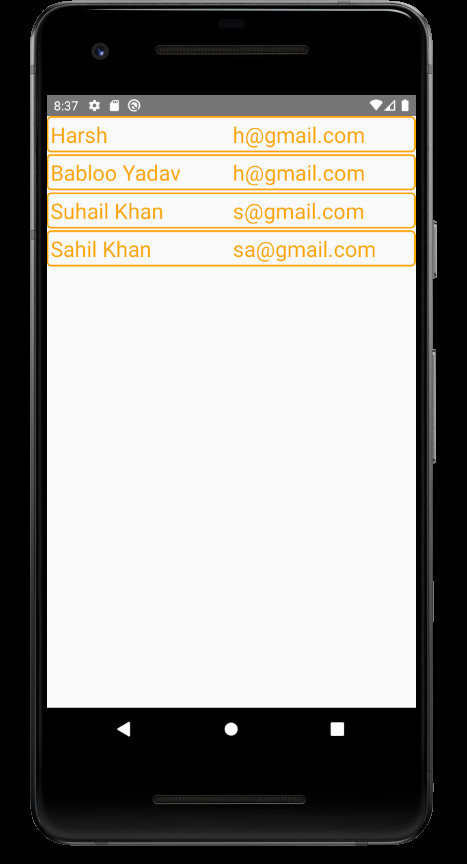 8:37
Harsh h@gmail.com
Babloo Yadav h@gmail.com
Suhail Khan s@gmail.com
Sahil Khan sa@gmail.com